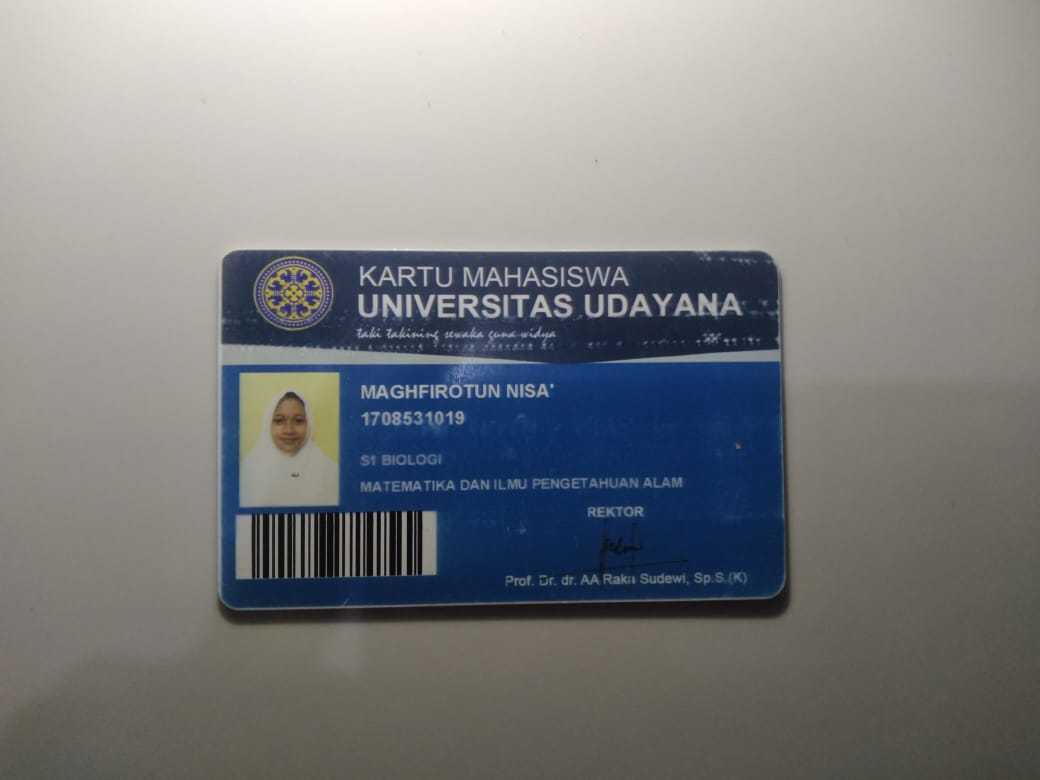 KARTU MAHASISWA
UNIVERSITAS UDAYANA
taki takining sewaka guna widya
MAGHFIROTUN NISA'
1708531019
S1 BIOLOGI
MATEMATIKA DAN ILMU PENGETAHUAN ALAM
REKTOR
Prof. Dr. dr. AA Raka Sudewi, Sp.S.(K)